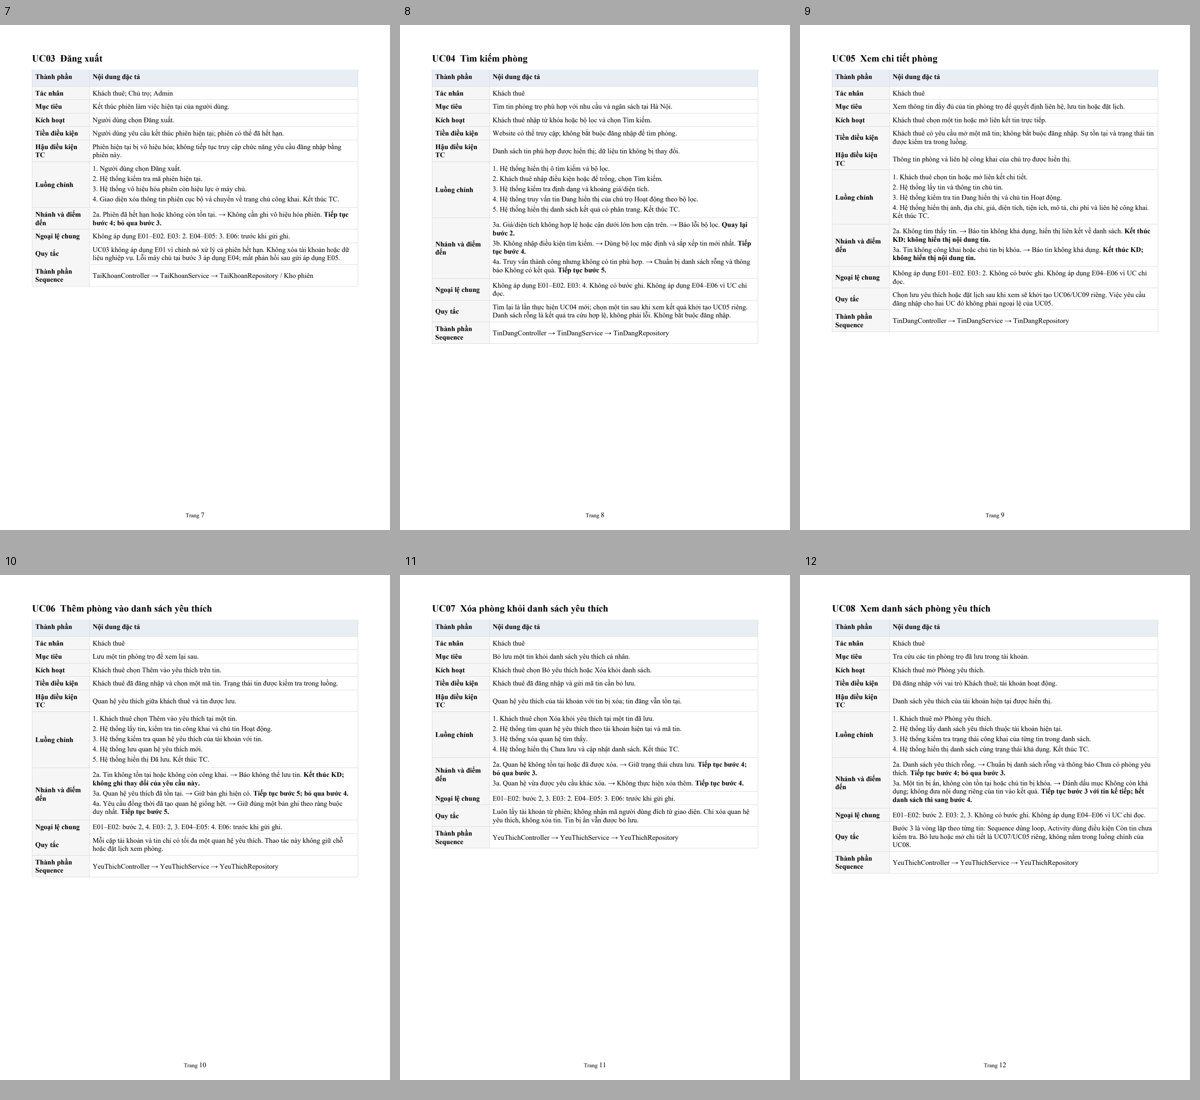 7
UC03 Đăng xuất
Thành phần Nội dung đặc tả
Tác nhân Khách thuê; Chủ trọ; Admin
Mục tiêu Kết thúc phiên làm việc hiện tại của người dùng.
Kích hoạt Người dùng chọn Đăng xuất.
Tiền điều kiện Người dùng yêu cầu kết thúc phiên hiện tại; phiên có thể đã hết hạn.
Hậu điều kiện TC Phiên hiện tại bị vô hiệu hóa; không tiếp tục truy cập chức năng yêu cầu đăng nhập bằng
phiên này.
Luồng chính
1. Người dùng chọn Đăng xuất.
2. Hệ thống kiểm tra mã phiên hiện tại.
3. Hệ thống vô hiệu hóa phiên còn hiệu lực ở máy chủ.
4. Giao diện xóa thông tin phiên cục bộ và chuyển về trang chủ công khai. Kết thúc TC.
Nhánh và điểm đến 2a. Phiên đã hết hạn hoặc không còn tồn tại. → Không cần ghi vô hiệu hóa phiên. Tiếp tục
bước 4; bỏ qua bước 3.
Ngoại lệ chung Không áp dụng E01–E02. E03: 2. E04–E05: 3. E06: trước khi gửi ghi.
Quy tắc UC03 không áp dụng E01 vì chính nó xử lý cả phiên hết hạn. Không xóa tài khoản hoặc dữ
liệu nghiệp vụ. Lỗi máy chủ tại bước 3 áp dụng E04; mất phản hồi sau gửi áp dụng E05.
Thành phần Sequence TaiKhoanController → TaiKhoanService → TaiKhoanRepository / Kho phiên
Trang 7
8
UC04 Tìm kiếm phòng
Thành phần Nội dung đặc tả
Tác nhân Khách thuê
Mục tiêu Tìm tin phòng trọ phù hợp với nhu cầu và ngân sách tại Hà Nội.
Kích hoạt Khách thuê nhập từ khóa hoặc bộ lọc và chọn Tìm kiếm.
Tiền điều kiện Website có thể truy cập; không bắt buộc đăng nhập để tìm phòng.
Hậu điều kiện TC Danh sách tin phù hợp được hiển thị; dữ liệu tin không bị thay đổi.
Luồng chính
1. Hệ thống hiển thị ô tìm kiếm và bộ lọc.
2. Khách thuê nhập điều kiện hoặc để trống, chọn Tìm kiếm.
3. Hệ thống kiểm tra định dạng và khoảng giá/diện tích.
4. Hệ thống truy vấn tin Đang hiển thị của chủ trọ Hoạt động theo bộ lọc.
5. Hệ thống hiển thị danh sách kết quả có phân trang. Kết thúc TC.
Nhánh và điểm đến 3a. Giá/diện tích không hợp lệ hoặc cận dưới lớn hơn cận trên. → Báo lỗi bộ lọc. Quay lại
bước 2.
3b. Không nhập điều kiện tìm kiếm. → Dùng bộ lọc mặc định và sắp xếp tin mới nhất. Tiếp
tục bước 4.
4a. Truy vấn thành công nhưng không có tin phù hợp. → Chuẩn bị danh sách rỗng và thông
báo Không có kết quả. Tiếp tục bước 5.
Ngoại lệ chung Không áp dụng E01–E02. E03: 4. Không có bước ghi. Không áp dụng E04–E06 vì UC chỉ
đọc.
Quy tắc Tìm lại là lần thực hiện UC04 mới; chọn một tin sau khi xem kết quả khởi tạo UC05 riêng.
Danh sách rỗng là kết quả tra cứu hợp lệ, không phải lỗi. Không bắt buộc đăng nhập.
Thành phần Sequence TinDangController → TinDangService → TinDangRepository
Trang 8
9
UC05 Xem chi tiết phòng
Thành phần Nội dung đặc tả
Tác nhân Khách thuê
Mục tiêu Xem thông tin đầy đủ của tin phòng trọ để quyết định liên hệ, lưu tin hoặc đặt lịch.
Kích hoạt Khách thuê chọn một tin hoặc mở liên kết tin trực tiếp.
Tiền điều kiện Khách thuê có yêu cầu mở một mã tin; không bắt buộc đăng nhập. Sự tồn tại và trạng thái tin
được kiểm tra trong luồng.
Hậu điều kiện TC Thông tin phòng và liên hệ công khai của chủ trọ được hiển thị.
Luồng chính
1. Khách thuê chọn tin hoặc mở liên kết chi tiết.
2. Hệ thống lấy tin và thông tin chủ tin.
3. Hệ thống kiểm tra tin Đang hiển thị và chủ tin Hoạt động.
4. Hệ thống hiển thị ảnh, địa chỉ, giá, diện tích, tiện ích, mô tả, chi phí và liên hệ công khai.
Kết thúc TC.
Nhánh và điểm đến 2a. Không tìm thấy tin. → Báo tin không khả dụng, hiển thị liên kết về danh sách. Kết thúc
KD; không hiển thị nội dung tin.
3a. Tin không công khai hoặc chủ tin bị khóa. → Báo tin không khả dụng. Kết thúc KD;
không hiển thị nội dung tin.
Ngoại lệ chung Không áp dụng E01–E02. E03: 2. Không có bước ghi. Không áp dụng E04–E06 vì UC chỉ
đọc.
Quy tắc Chọn lưu yêu thích hoặc đặt lịch sau khi xem sẽ khởi tạo UC06/UC09 riêng. Việc yêu cầu
đăng nhập cho hai UC đó không phải ngoại lệ của UC05.
Thành phần Sequence TinDangController → TinDangService → TinDangRepository
Trang 9
10
UC06 Thêm phòng vào danh sách yêu thích
Thành phần Nội dung đặc tả
Tác nhân Khách thuê
Mục tiêu Lưu một tin phòng trọ để xem lại sau.
Kích hoạt Khách thuê chọn Thêm vào yêu thích trên tin.
Tiền điều kiện Khách thuê đã đăng nhập và chọn một mã tin. Trạng thái tin được kiểm tra trong luồng.
Hậu điều kiện TC Quan hệ yêu thích giữa khách thuê và tin được lưu.
Luồng chính
1. Khách thuê chọn Thêm vào yêu thích tại một tin.
2. Hệ thống lấy tin, kiểm tra tin công khai và chủ tin Hoạt động.
3. Hệ thống kiểm tra quan hệ yêu thích của tài khoản với tin.
4. Hệ thống lưu quan hệ yêu thích mới.
5. Hệ thống hiển thị Đã lưu. Kết thúc TC.
Nhánh và điểm đến 2a. Tin không tồn tại hoặc không còn công khai. → Báo không thể lưu tin. Kết thúc KD;
không ghi thay đổi của yêu cầu này.
3a. Quan hệ yêu thích đã tồn tại. → Giữ bản ghi hiện có. Tiếp tục bước 5; bỏ qua bước 4.
4a. Yêu cầu đồng thời đã tạo quan hệ giống hệt. → Giữ đúng một bản ghi theo ràng buộc
duy nhất. Tiếp tục bước 5.
Ngoại lệ chung E01–E02: bước 2, 4. E03: 2, 3. E04–E05: 4. E06: trước khi gửi ghi.
Quy tắc Mỗi cặp tài khoản và tin chỉ có tối đa một quan hệ yêu thích. Thao tác này không giữ chỗ
hoặc đặt lịch xem phòng.
Thành phần Sequence YeuThichController → YeuThichService → YeuThichRepository
Trang 10
11
UC07 Xóa phòng khỏi danh sách yêu thích
Thành phần Nội dung đặc tả
Tác nhân Khách thuê
Mục tiêu Bỏ lưu một tin khỏi danh sách yêu thích cá nhân.
Kích hoạt Khách thuê chọn Bỏ yêu thích hoặc Xóa khỏi danh sách.
Tiền điều kiện Khách thuê đã đăng nhập và gửi mã tin cần bỏ lưu.
Hậu điều kiện TC Quan hệ yêu thích của tài khoản với tin bị xóa; tin đăng vẫn tồn tại.
Luồng chính
1. Khách thuê chọn Xóa khỏi yêu thích tại một tin đã lưu.
2. Hệ thống tìm quan hệ yêu thích theo tài khoản hiện tại và mã tin.
3. Hệ thống xóa quan hệ tìm thấy.
4. Hệ thống hiển thị Chưa lưu và cập nhật danh sách. Kết thúc TC.
Nhánh và điểm đến 2a. Quan hệ không tồn tại hoặc đã được xóa. → Giữ trạng thái chưa lưu. Tiếp tục bước 4;
bỏ qua bước 3.
3a. Quan hệ vừa được yêu cầu khác xóa. → Không thực hiện xóa thêm. Tiếp tục bước 4.
Ngoại lệ chung E01–E02: bước 2, 3. E03: 2. E04–E05: 3. E06: trước khi gửi ghi.
Quy tắc Luôn lấy tài khoản từ phiên; không nhận mã người dùng đích từ giao diện. Chỉ xóa quan hệ
yêu thích, không xóa tin. Tin bị ẩn vẫn được bỏ lưu.
Thành phần Sequence YeuThichController → YeuThichService → YeuThichRepository
Trang 11
12
UC08 Xem danh sách phòng yêu thích
Thành phần Nội dung đặc tả
Tác nhân Khách thuê
Mục tiêu Tra cứu các tin phòng trọ đã lưu trong tài khoản.
Kích hoạt Khách thuê mở Phòng yêu thích.
Tiền điều kiện Đã đăng nhập với vai trò Khách thuê; tài khoản hoạt động.
Hậu điều kiện TC Danh sách yêu thích của tài khoản hiện tại được hiển thị.
Luồng chính
1. Khách thuê mở Phòng yêu thích.
2. Hệ thống lấy danh sách yêu thích thuộc tài khoản hiện tại.
3. Hệ thống kiểm tra trạng thái công khai của từng tin trong danh sách.
4. Hệ thống hiển thị danh sách cùng trạng thái khả dụng. Kết thúc TC.
Nhánh và điểm đến 2a. Danh sách yêu thích rỗng. → Chuẩn bị danh sách rỗng và thông báo Chưa có phòng yêu
thích. Tiếp tục bước 4; bỏ qua bước 3.
3a. Một tin bị ẩn, không còn tồn tại hoặc chủ tin bị khóa. → Đánh dấu mục Không còn khả
dụng; không đưa nội dung riêng của tin vào kết quả. Tiếp tục bước 3 với tin kế tiếp; hết
danh sách thì sang bước 4.
Ngoại lệ chung E01–E02: bước 2. E03: 2, 3. Không có bước ghi. Không áp dụng E04–E06 vì UC chỉ đọc.
Quy tắc Bước 3 là vòng lặp theo từng tin: Sequence dùng loop, Activity dùng điều kiện Còn tin chưa
kiểm tra. Bỏ lưu hoặc mở chi tiết là UC07/UC05 riêng, không nằm trong luồng chính của
UC08.
Thành phần Sequence YeuThichController → YeuThichService → YeuThichRepository
Trang 12